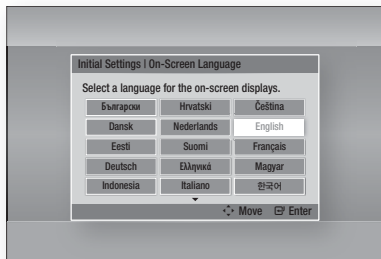 Initial Settings | On-Screen Language
Select a language for the on-screen displays.
Български Hrvatski Čeština
Dansk Nederlands English
Eesti Suomi Français
Deutsch Ελληνικά Magyar
Indonesia Italiano 한국어
Move Enter